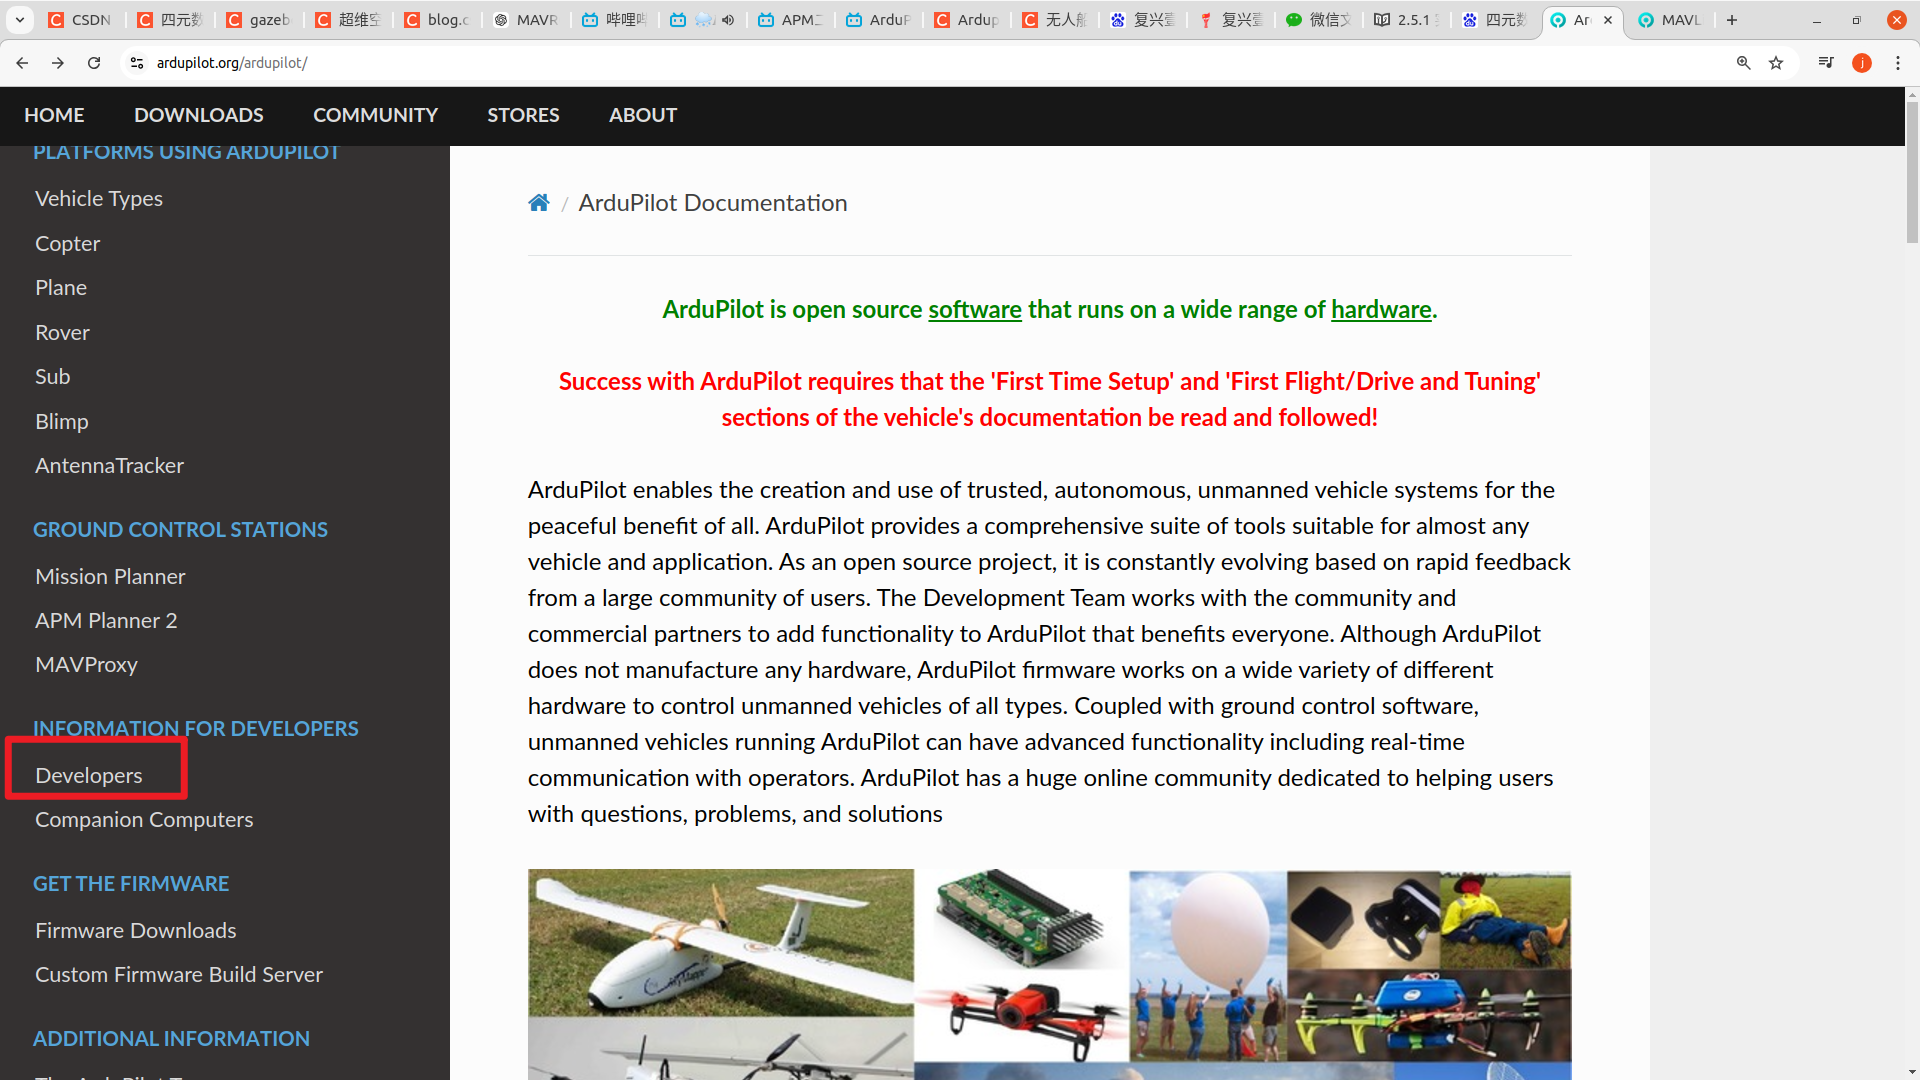 CSDN
四元数
gazeb
超维空
blog.c
MAVR
哔哩哔
APM二
ArduP
Ardup
无人船
复兴壹
复兴壹
微信文
2.5.1
四元数
Ar
MAVL
ardupilot.org/ardupilot/
j
HOME DOWNLOADS COMMUNITY STORES ABOUT
PLATFORMS USING ARDUPILOT
Vehicle Types
Copter
Plane
Rover
Sub
Blimp
AntennaTracker
GROUND CONTROL STATIONS
Mission Planner
APM Planner 2
MAVProxy
INFORMATION FOR DEVELOPERS
Developers
Companion Computers
GET THE FIRMWARE
Firmware Downloads
Custom Firmware Build Server
ADDITIONAL INFORMATION
/ ArduPilot Documentation
ArduPilot is open source software that runs on a wide range of hardware.
Success with ArduPilot requires that the 'First Time Setup' and 'First Flight/Drive and Tuning'
sections of the vehicle's documentation be read and followed!
ArduPilot enables the creation and use of trusted, autonomous, unmanned vehicle systems for the
peaceful benefit of all. ArduPilot provides a comprehensive suite of tools suitable for almost any
vehicle and application. As an open source project, it is constantly evolving based on rapid feedback
from a large community of users. The Development Team works with the community and
commercial partners to add functionality to ArduPilot that benefits everyone. Although ArduPilot
does not manufacture any hardware, ArduPilot firmware works on a wide variety of different
hardware to control unmanned vehicles of all types. Coupled with ground control software,
unmanned vehicles running ArduPilot can have advanced functionality including real-time
communication with operators. ArduPilot has a huge online community dedicated to helping users
with questions, problems, and solutions